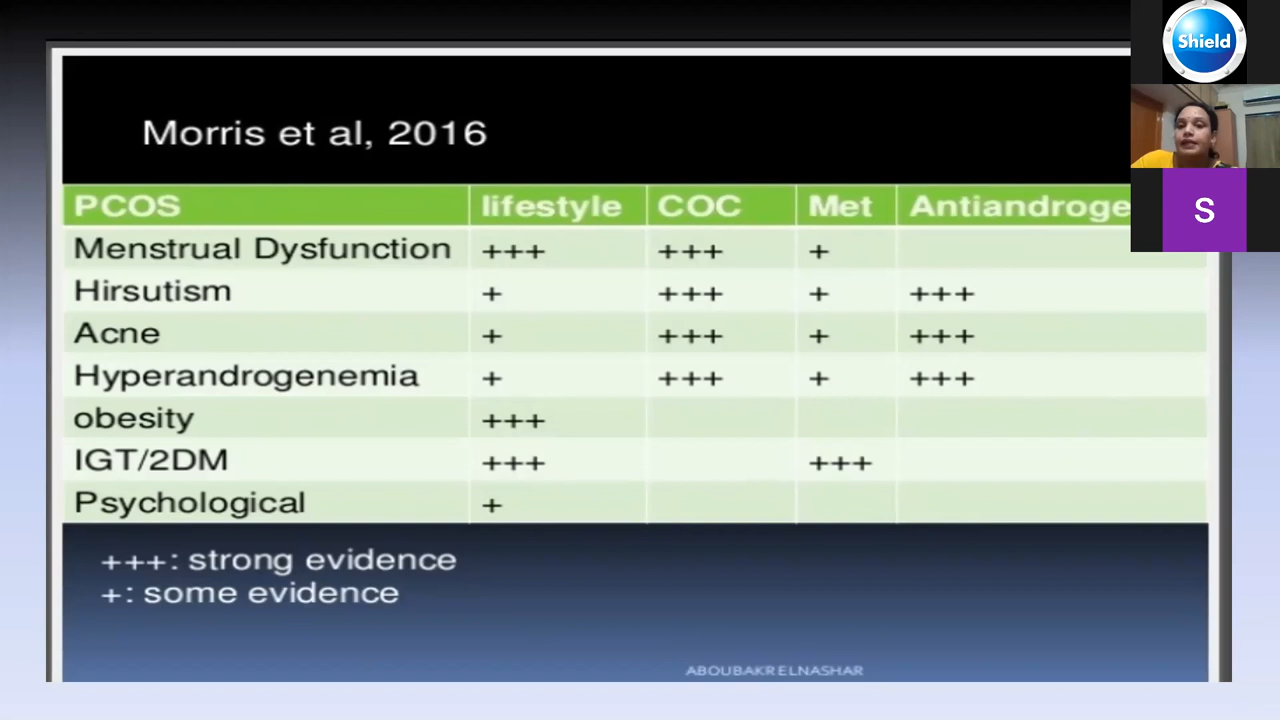 Morris et al, 2016
PCOS lifestyle COC Met
Menstrual Dysfunction +++ +++ +
Hirsutism + +++ + +++
Acne + +++ + +++
Hyperandrogenemia + +++ + +++
obesity +++
IGT/2DM +++ +++
Psychological +
+++: strong evidence
+: some evidence
ABOUBAKR ELNASHAR
Shield
S